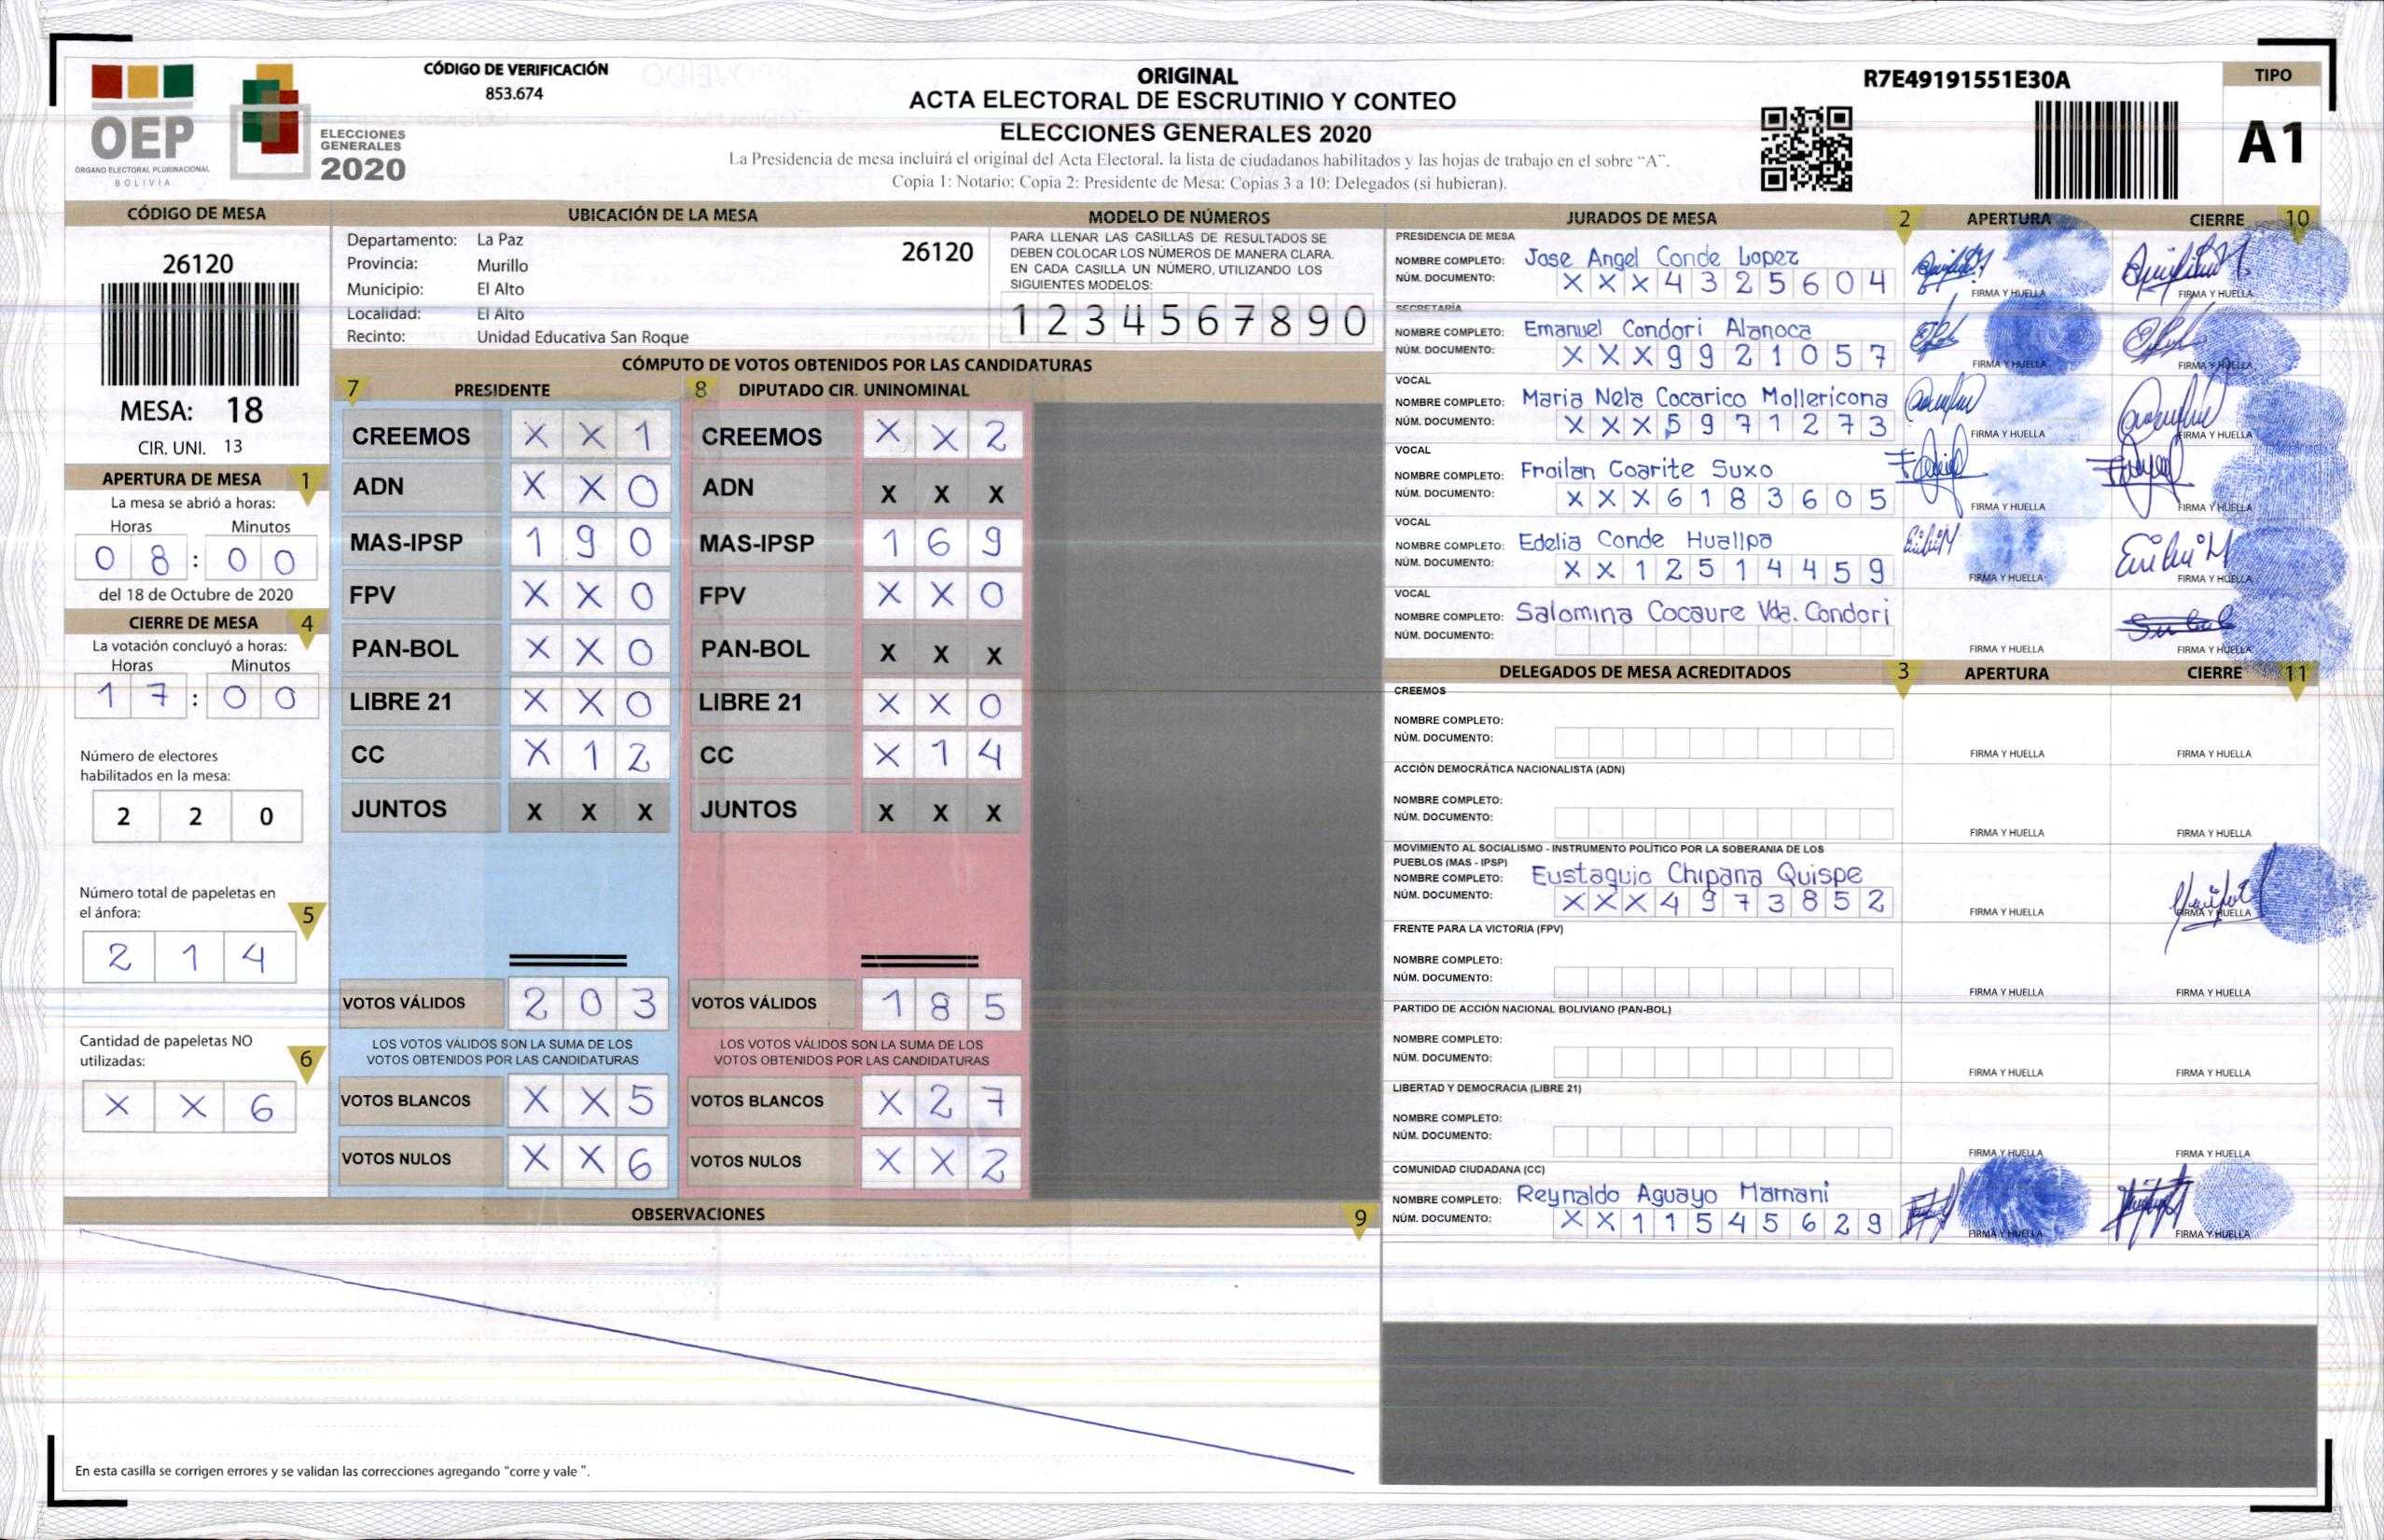 CÓDIGO DE VERIFICACIÓN
853.674
OEP
ÓRGANO ELECTORAL PLURINACIONAL
BOLIVIA
ELECCIONES
GENERALES
2020
ORIGINAL
ACTA ELECTORAL DE ESCRUTINIO Y CONTEO
ELECCIONES GENERALES 2020
La Presidencia de mesa incluirá el original del Acta Electoral, la lista de ciudadanos habilitados y las hojas de trabajo en el sobre “A”.
Copia 1: Notario; Copia 2: Presidente de Mesa; Copias 3 a 10: Delegados (si hubieran).
R7E49191551E30A
TIPO
A1
CÓDIGO DE MESA
26120
MESA: 18
CIR. UNI. 13
APERTURA DE MESA 1
La mesa se abrió a horas:
Horas Minutos
0 8 : 0 0
del 18 de Octubre de 2020
CIERRE DE MESA 4
La votación concluyó a horas:
Horas Minutos
1 7 : 0 0
Número de electores
habilitados en la mesa:
2 2 0
Número total de papeletas en
el ánfora: 5
2 1 4
Cantidad de papeletas NO
utilizadas: 6
X X 6
UBICACIÓN DE LA MESA
Departamento: La Paz 26120
Provincia: Murillo
Municipio: El Alto
Localidad: El Alto
Recinto: Unidad Educativa San Roque
MODELO DE NÚMEROS
PARA LLENAR LAS CASILLAS DE RESULTADOS SE
DEBEN COLOCAR LOS NÚMEROS DE MANERA CLARA.
EN CADA CASILLA UN NÚMERO, UTILIZANDO LOS
SIGUIENTES MODELOS:
1 2 3 4 5 6 7 8 9 0
CÓMPUTO DE VOTOS OBTENIDOS POR LAS CANDIDATURAS
7 PRESIDENTE 8 DIPUTADO CIR. UNINOMINAL
CREEMOS X X 1 CREEMOS X X 2
ADN X X 0 ADN X X X
MAS-IPSP 1 9 0 MAS-IPSP 1 6 9
FPV X X 0 FPV X X 0
PAN-BOL X X 0 PAN-BOL X X X
LIBRE 21 X X 0 LIBRE 21 X X 0
CC X 1 2 CC X 1 4
JUNTOS X X X JUNTOS X X X
VOTOS VÁLIDOS 2 0 3 VOTOS VÁLIDOS 1 8 5
LOS VOTOS VÁLIDOS SON LA SUMA DE LOS LOS VOTOS VÁLIDOS SON LA SUMA DE LOS
VOTOS OBTENIDOS POR LAS CANDIDATURAS VOTOS OBTENIDOS POR LAS CANDIDATURAS
VOTOS BLANCOS X X 5 VOTOS BLANCOS X 2 7
VOTOS NULOS X X 6 VOTOS NULOS X X 2
OBSERVACIONES 9
En esta casilla se corrigen errores y se validan las correcciones agregando “corre y vale ”.
JURADOS DE MESA 2 APERTURA CIERRE 10
PRESIDENCIA DE MESA
NOMBRE COMPLETO: Jose Angel Conde Lopez
NÚM. DOCUMENTO: X X X 4 3 2 5 6 0 4 FIRMA Y HUELLA FIRMA Y HUELLA
SECRETARÍA
NOMBRE COMPLETO: Emanuel Condori Alanoca
NÚM. DOCUMENTO: X X X 9 9 2 1 0 5 7 FIRMA Y HUELLA FIRMA Y HUELLA
VOCAL
NOMBRE COMPLETO: Maria Nela Cocarico Mollericona
NÚM. DOCUMENTO: X X X 5 9 7 1 2 7 3 FIRMA Y HUELLA FIRMA Y HUELLA
VOCAL
NOMBRE COMPLETO: Froilan Coarite Suxo
NÚM. DOCUMENTO: X X X 6 1 8 3 6 0 5 FIRMA Y HUELLA FIRMA Y HUELLA
VOCAL
NOMBRE COMPLETO: Edelia Conde Huallpa
NÚM. DOCUMENTO: X X 1 2 5 1 4 4 5 9 FIRMA Y HUELLA FIRMA Y HUELLA
VOCAL
NOMBRE COMPLETO: Salomina Cocaure Vda. Condori
NÚM. DOCUMENTO: FIRMA Y HUELLA FIRMA Y HUELLA
DELEGADOS DE MESA ACREDITADOS 3 APERTURA CIERRE 11
CREEMOS
NOMBRE COMPLETO:
NÚM. DOCUMENTO: FIRMA Y HUELLA FIRMA Y HUELLA
ACCIÓN DEMOCRÁTICA NACIONALISTA (ADN)
NOMBRE COMPLETO:
NÚM. DOCUMENTO: FIRMA Y HUELLA FIRMA Y HUELLA
MOVIMIENTO AL SOCIALISMO - INSTRUMENTO POLÍTICO POR LA SOBERANIA DE LOS
PUEBLOS (MAS - IPSP)
NOMBRE COMPLETO: Eustaquio Chipana Quispe
NÚM. DOCUMENTO: X X X 4 9 7 3 8 5 2 FIRMA Y HUELLA FIRMA Y HUELLA
FRENTE PARA LA VICTORIA (FPV)
NOMBRE COMPLETO:
NÚM. DOCUMENTO: FIRMA Y HUELLA FIRMA Y HUELLA
PARTIDO DE ACCIÓN NACIONAL BOLIVIANO (PAN-BOL)
NOMBRE COMPLETO:
NÚM. DOCUMENTO: FIRMA Y HUELLA FIRMA Y HUELLA
LIBERTAD Y DEMOCRACIA (LIBRE 21)
NOMBRE COMPLETO:
NÚM. DOCUMENTO: FIRMA Y HUELLA FIRMA Y HUELLA
COMUNIDAD CIUDADANA (CC)
NOMBRE COMPLETO: Reynaldo Aguayo Mamani
NÚM. DOCUMENTO: X X 1 1 5 4 5 6 2 9 FIRMA Y HUELLA FIRMA Y HUELLA